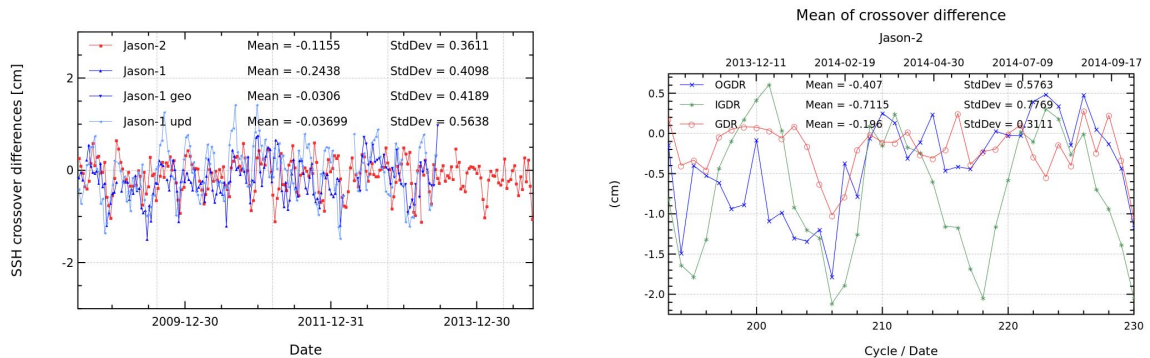 SSH crossover differences [cm]
Jason-2 Mean = -0.1155 StdDev = 0.3611
Jason-1 Mean = -0.2438 StdDev = 0.4098
Jason-1 geo Mean = -0.0306 StdDev = 0.4189
Jason-1 upd Mean = -0.03699 StdDev = 0.5638
2
0
-2
2009-12-30 2011-12-31 2013-12-30
Date
Mean of crossover difference
Jason-2
2013-12-11 2014-02-19 2014-04-30 2014-07-09 2014-09-17
OGDR Mean = -0.407 StdDev = 0.5763
IGDR Mean = -0.7115 StdDev = 0.7769
GDR Mean = -0.196 StdDev = 0.3111
(cm)
0.5
0.0
-0.5
-1.0
-1.5
-2.0
200 210 220 230
Cycle / Date